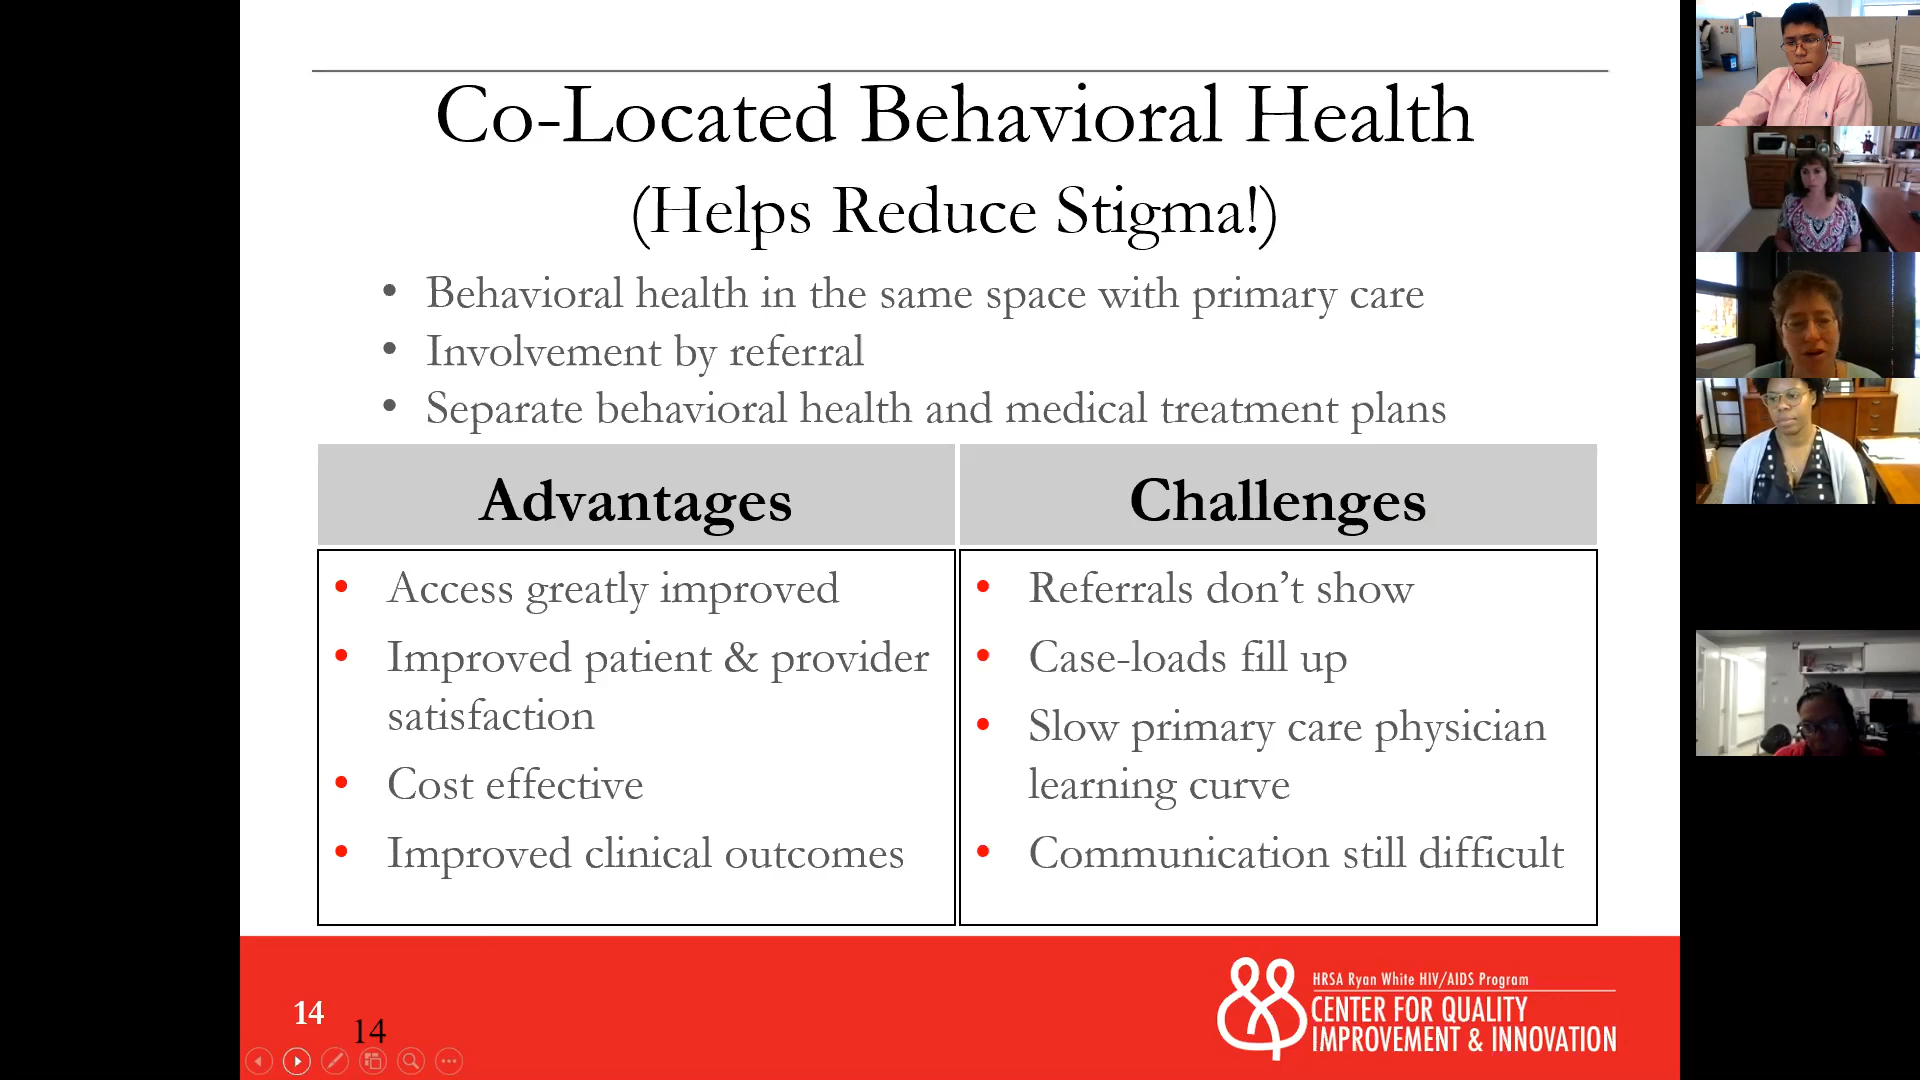 Co-Located Behavioral Health
(Helps Reduce Stigma!)
• Behavioral health in the same space with primary care
• Involvement by referral
• Separate behavioral health and medical treatment plans
Advantages
• Access greatly improved
• Improved patient & provider
satisfaction
• Cost effective
• Improved clinical outcomes
Challenges
• Referrals don’t show
• Case-loads fill up
• Slow primary care physician
learning curve
• Communication still difficult
14
14
HRSA Ryan White HIV/AIDS Program
CENTER FOR QUALITY
IMPROVEMENT & INNOVATION